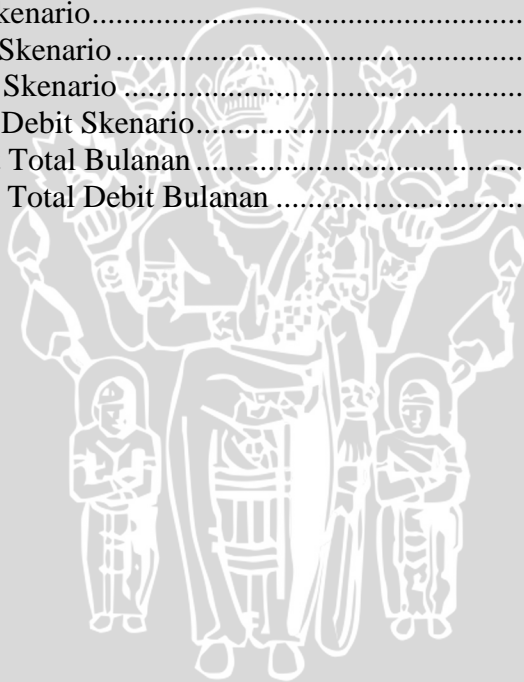 kenario...............................................................
Skenario............................................................
Skenario...........................................................
Debit Skenario..................................................
Total Bulanan..................................................
Total Debit Bulanan........................................